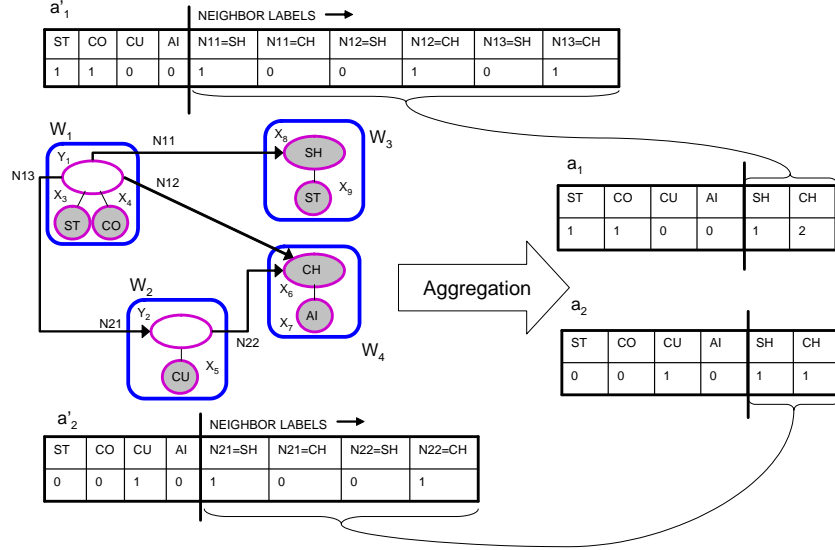 a'1
NEIGHBOR LABELS
ST CO CU AI N11=SH N11=CH N12=SH N12=CH N13=SH N13=CH
1 1 0 0 1 0 0 1 0 1
W1
Y1
X3
X4
ST
CO
N11
N12
N13
X8
W3
SH
X9
ST
CH
X6
X7
AI
W4
W2
Y2
N21
N22
X5
CU
Aggregation
a1
ST CO CU AI SH CH
1 1 0 0 1 2
a2
ST CO CU AI SH CH
0 0 1 0 1 1
a'2
NEIGHBOR LABELS
ST CO CU AI N21=SH N21=CH N22=SH N22=CH
0 0 1 0 1 0 0 1